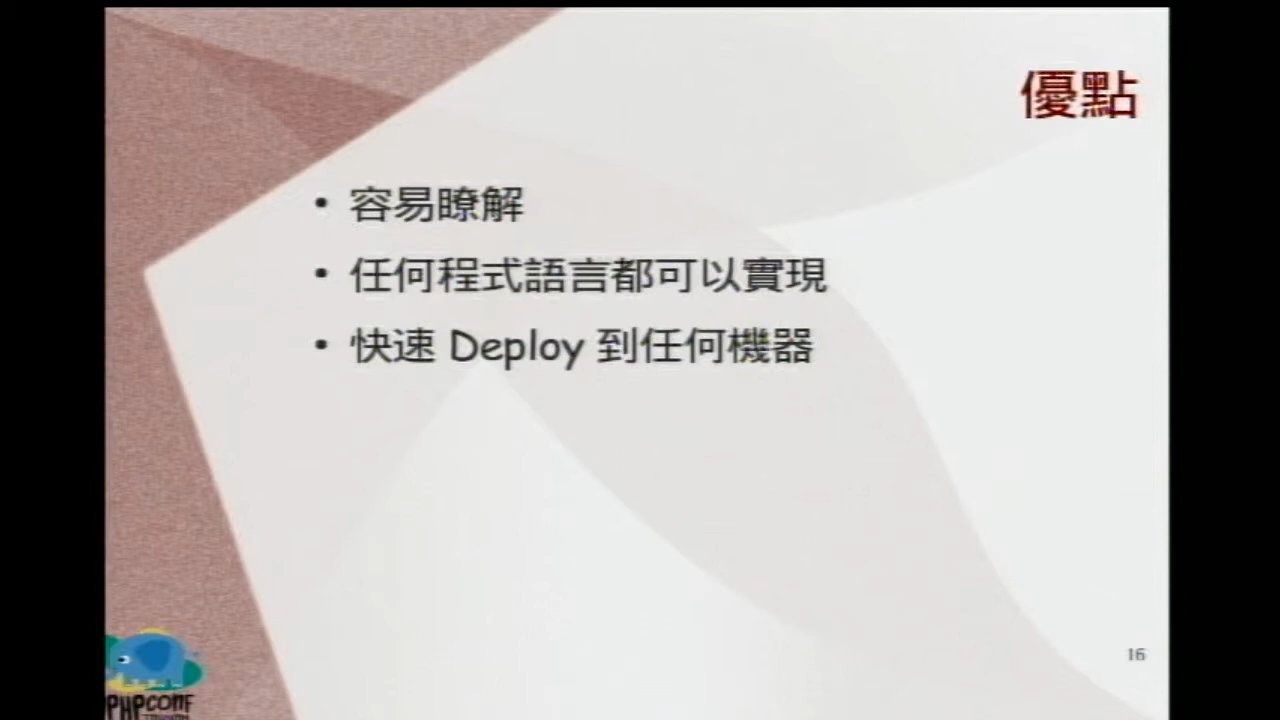 優點
• 容易瞭解
• 任何程式語言都可以實現
• 快速 Deploy 到任何機器
16
PHPCONF